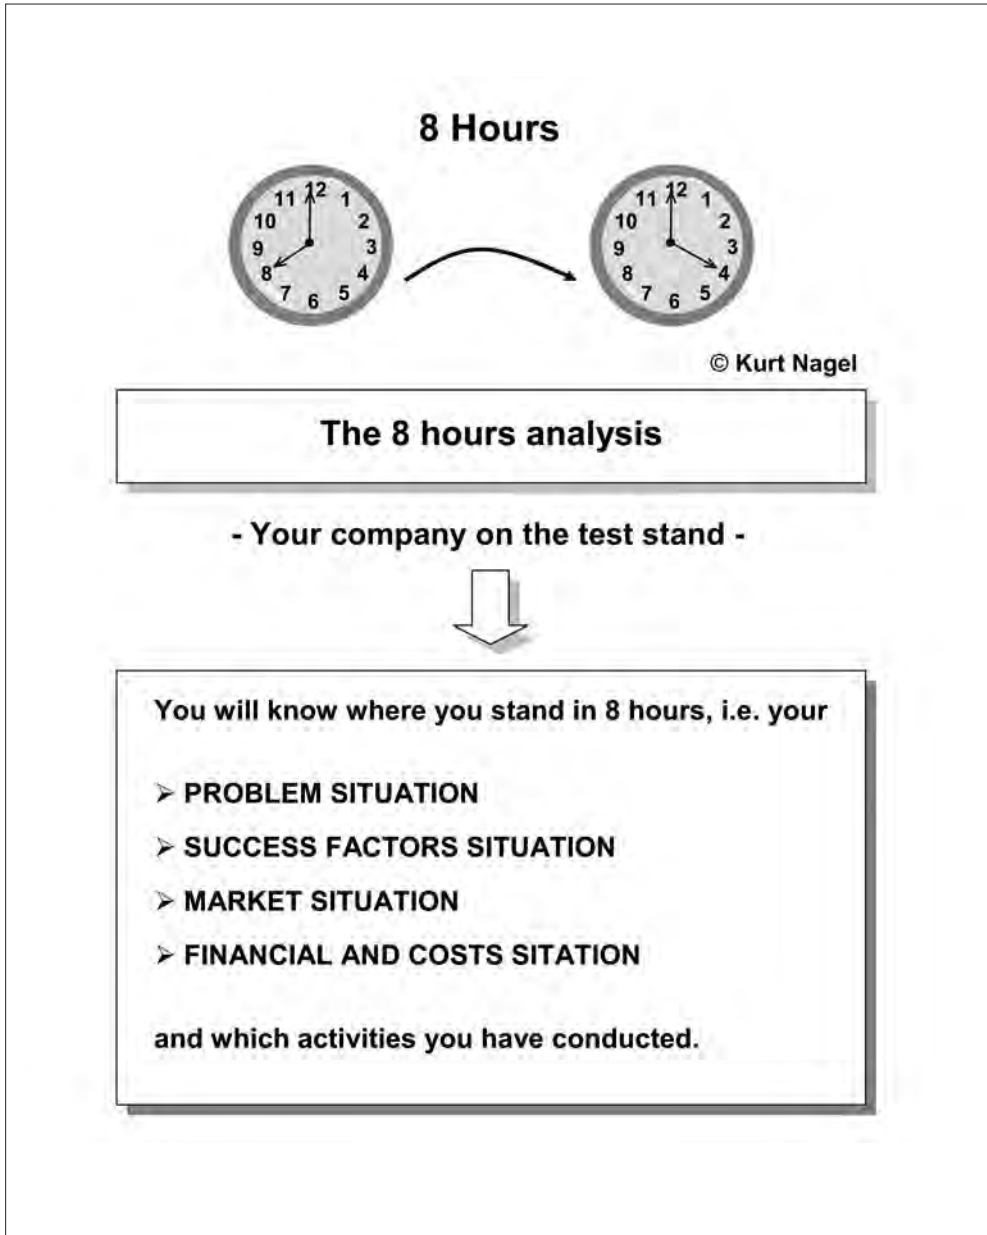 8 Hours
11 12 1
10 2
9 3
8 4
7 6 5
11 12 1
10 2
9 3
8 4
7 6 5
© Kurt Nagel
The 8 hours analysis
- Your company on the test stand -
You will know where you stand in 8 hours, i.e. your
➢ PROBLEM SITUATION
➢ SUCCESS FACTORS SITUATION
➢ MARKET SITUATION
➢ FINANCIAL AND COSTS SITATION
and which activities you have conducted.